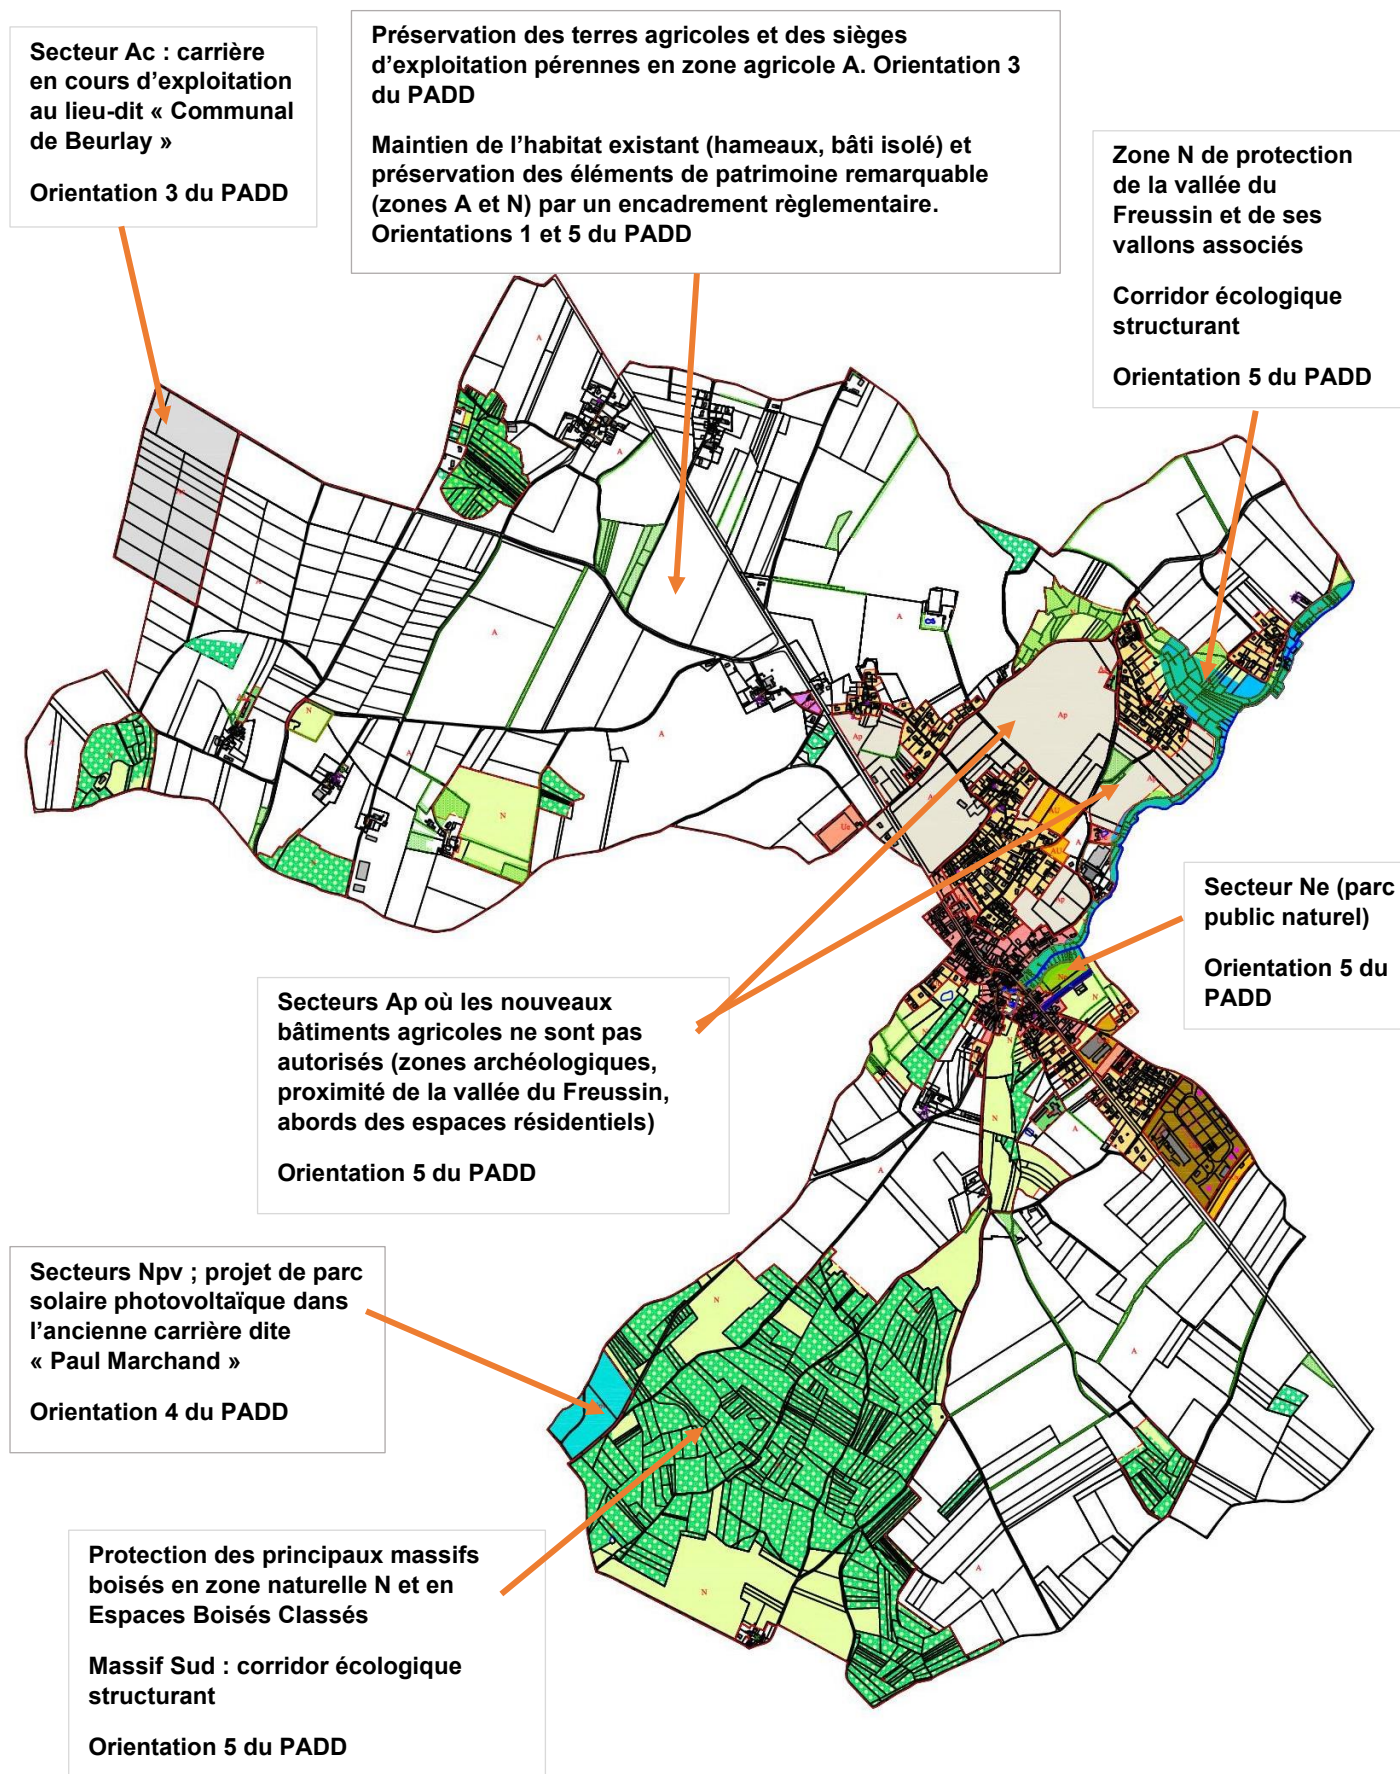 Secteur Ac : carrière
en cours d’exploitation
au lieu-dit « Communal
de Beurlay »
Orientation 3 du PADD
Préservation des terres agricoles et des sièges
d’exploitation pérennes en zone agricole A. Orientation 3
du PADD
Maintien de l’habitat existant (hameaux, bâti isolé) et
préservation des éléments de patrimoine remarquable
(zones A et N) par un encadrement règlementaire.
Orientations 1 et 5 du PADD
Zone N de protection
de la vallée du
Freussin et de ses
vallons associés
Corridor écologique
structurant
Orientation 5 du PADD
A
A
A
A
A
A
A
A
N
N
Ap
Ap
Ue
AU
AU
A
Ap
Secteur Ne (parc
public naturel)
Orientation 5 du
PADD
Secteurs Ap où les nouveaux
bâtiments agricoles ne sont pas
autorisés (zones archéologiques,
proximité de la vallée du Freussin,
abords des espaces résidentiels)
Orientation 5 du PADD
N
N
A
A
Secteurs Npv ; projet de parc
solaire photovoltaïque dans
l’ancienne carrière dite
« Paul Marchand »
Orientation 4 du PADD
N
A
A
N
Protection des principaux massifs
boisés en zone naturelle N et en
Espaces Boisés Classés
Massif Sud : corridor écologique
structurant
Orientation 5 du PADD